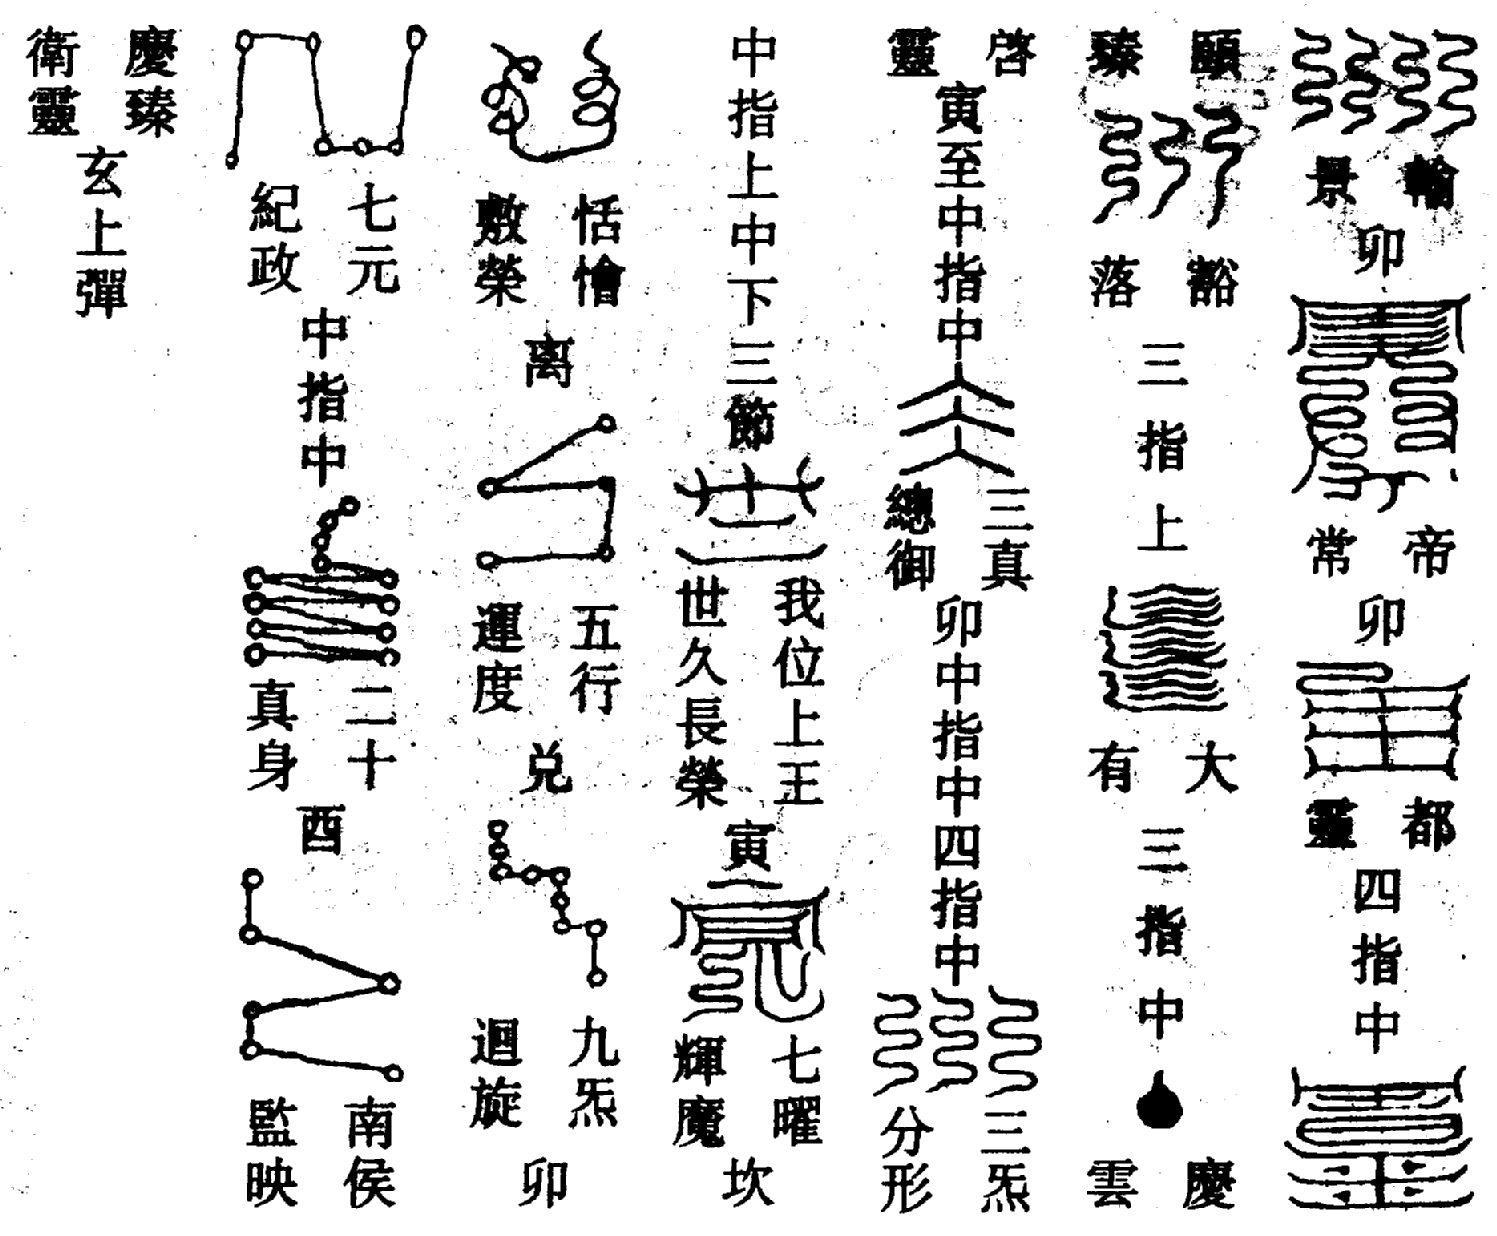 輪景卯帝常卯都靈四指中
頤臻豁落三指上大有三指中慶雲
啓靈寅至中指中三真總御卯中指中四指中三炁分形
中指上中下三節我位上王世久長榮寅七曜輝魔坎
恬懀敷榮离五行運度兌九炁迴旋卯
七元紀政中指中二十真身酉南侯監映
慶臻衛靈玄上彈